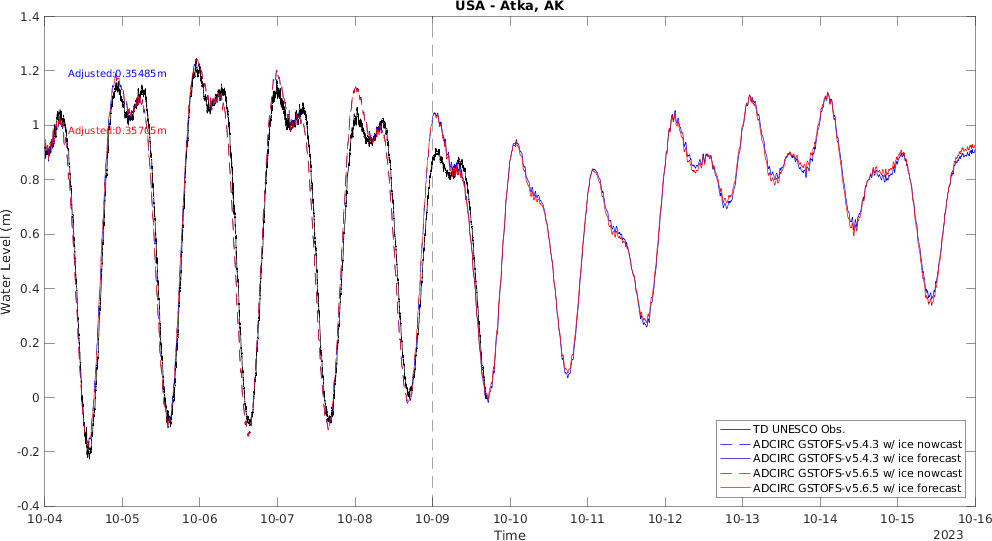 USA - Atka, AK
1.4
1.2
1
0.8
0.6
0.4
0.2
0
-0.2
-0.4
Water Level (m)
Adjusted:0.35485m
Adjusted:0.35705m
TD UNESCO Obs.
ADCIRC GSTOFS-v5.4.3 w/ ice nowcast
ADCIRC GSTOFS-v5.4.3 w/ ice forecast
ADCIRC GSTOFS-v5.6.5 w/ ice nowcast
ADCIRC GSTOFS-v5.6.5 w/ ice forecast
10-04 10-05 10-06 10-07 10-08 10-09 10-10 10-11 10-12 10-13 10-14 10-15 10-16
Time
2023